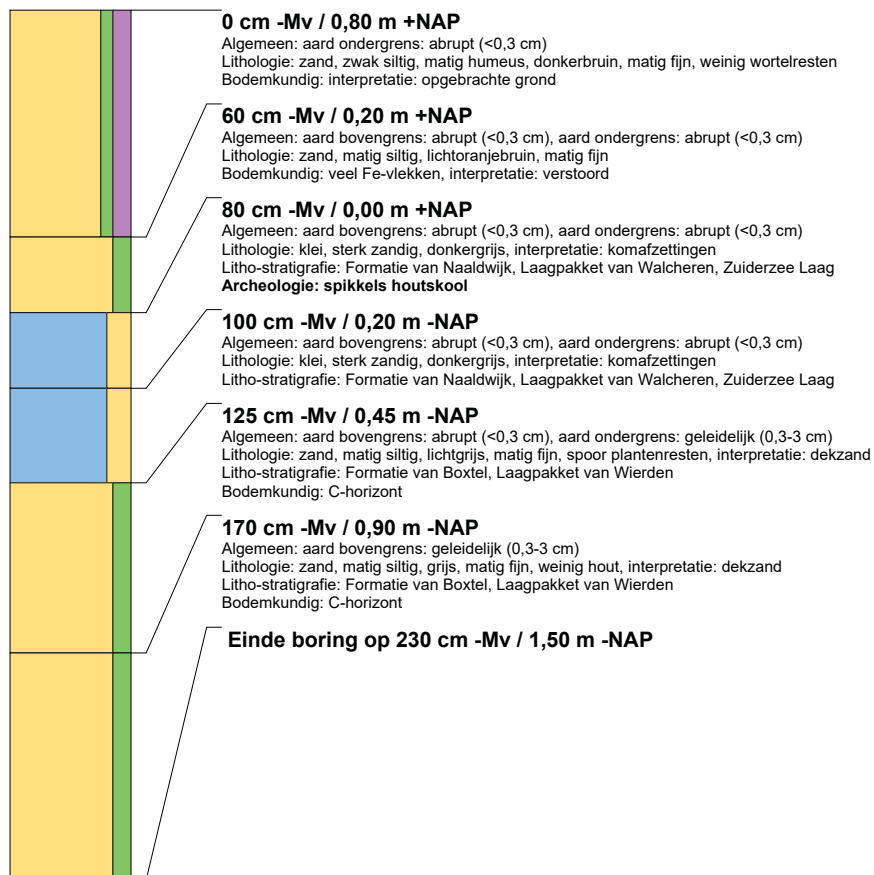 0 cm -Mv / 0,80 m +NAP
Algemeen: aard ondergrens: abrupt (<0,3 cm)
Lithologie: zand, zwak siltig, matig humeus, donkerbruin, matig fijn, weinig wortelresten
Bodemkundig: interpretatie: opgebrachte grond
60 cm -Mv / 0,20 m +NAP
Algemeen: aard bovengrens: abrupt (<0,3 cm), aard ondergrens: abrupt (<0,3 cm)
Lithologie: zand, matig siltig, lichtoranjebruin, matig fijn
Bodemkundig: veel Fe-vlekken, interpretatie: verstoord
80 cm -Mv / 0,00 m +NAP
Algemeen: aard bovengrens: abrupt (<0,3 cm), aard ondergrens: abrupt (<0,3 cm)
Lithologie: klei, sterk zandig, donkergrijs, interpretatie: komafzettingen
Litho-stratigrafie: Formatie van Naaldwijk, Laagpakket van Walcheren, Zuiderzee Laag
Archeologie: spikkels houtskool
100 cm -Mv / 0,20 m -NAP
Algemeen: aard bovengrens: abrupt (<0,3 cm), aard ondergrens: abrupt (<0,3 cm)
Lithologie: klei, sterk zandig, donkergrijs, interpretatie: komafzettingen
Litho-stratigrafie: Formatie van Naaldwijk, Laagpakket van Walcheren, Zuiderzee Laag
125 cm -Mv / 0,45 m -NAP
Algemeen: aard bovengrens: abrupt (<0,3 cm), aard ondergrens: geleidelijk (0,3-3 cm)
Lithologie: zand, matig siltig, lichtgrijs, matig fijn, spoor plantenresten, interpretatie: dekzand
Litho-stratigrafie: Formatie van Boxtel, Laagpakket van Wierden
Bodemkundig: C-horizont
170 cm -Mv / 0,90 m -NAP
Algemeen: aard bovengrens: geleidelijk (0,3-3 cm)
Lithologie: zand, matig siltig, grijs, matig fijn, weinig hout, interpretatie: dekzand
Litho-stratigrafie: Formatie van Boxtel, Laagpakket van Wierden
Bodemkundig: C-horizont
Einde boring op 230 cm -Mv / 1,50 m -NAP